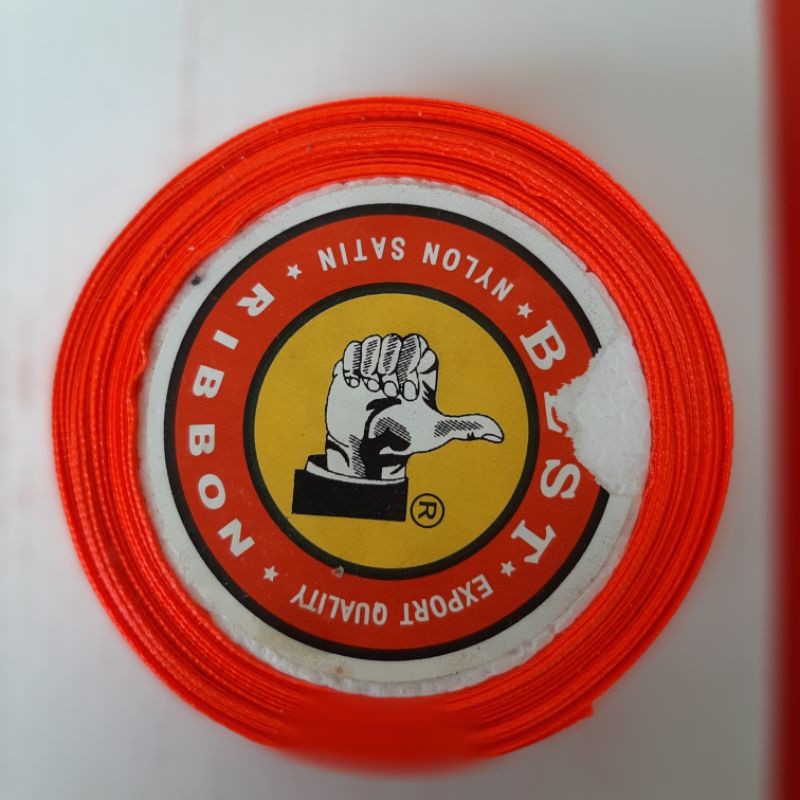 BEST
RIBBON
NYLON SATIN
EXPORT QUALITY
®